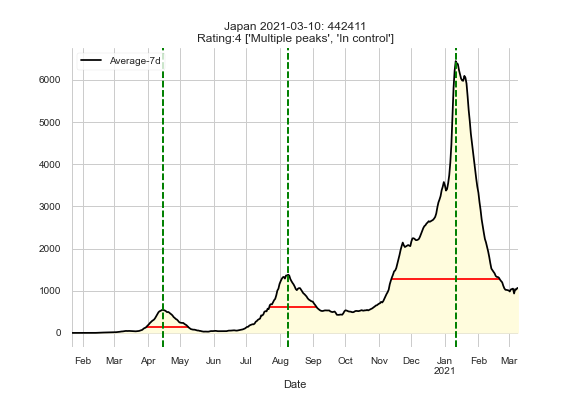 Japan 2021-03-10: 442411
Rating:4 ['Multiple peaks', 'In control']
Average-7d
6000
5000
4000
3000
2000
1000
0
Feb Mar Apr May Jun Jul Aug Sep Oct Nov Dec Jan Feb Mar
2021
Date